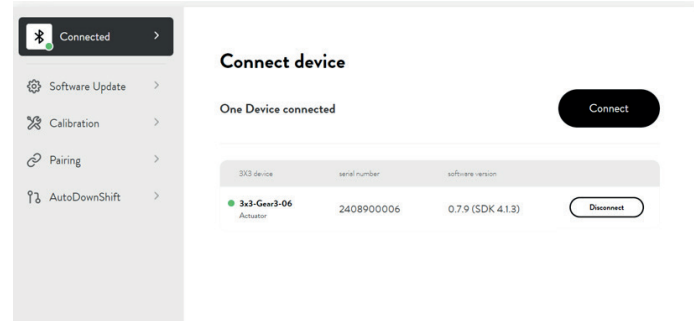 Connected
Software Update
Calibration
Pairing
AutoDownShift
Connect device
One Device connected
Connect
3X3 device serial number software version
3x3-Gear3-06 2408900006 0.7.9 (SDK 4.1.3) Disconnect
Actuator